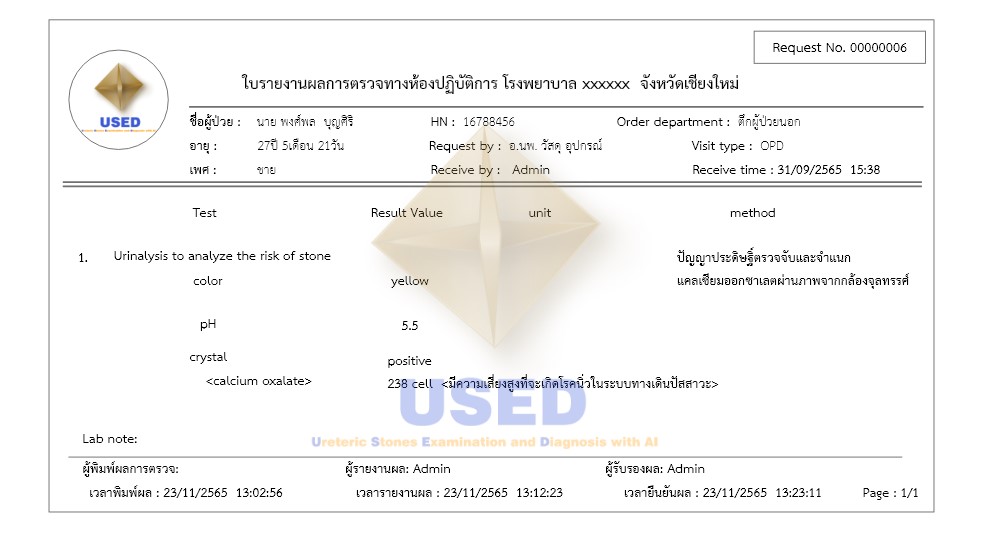 Request No. 00000006
ใบรายงานผลการตรวจทางห้องปฏิบัติการ โรงพยาบาล xxxxxx จังหวัดเชียงใหม่
USED
ชื่อผู้ป่วย : นาย พงศ์พล บุญศิริ HN : 16788456 Order department : ตึกผู้ป่วยนอก
อายุ : 27ปี 5เดือน 21วัน Request by : อ.นพ. วัสดุ อุปกรณ์ Visit type : OPD
เพศ : ชาย Receive by : Admin Receive time : 31/09/2565 15:38
Test Result Value unit method
1. Urinalysis to analyze the risk of stone ปัญญาประดิษฐิ์ตรวจจับและจำแนก
color yellow แคลเซียมออกซาเลตผ่านภาพจากกล้องจุลทรรศ์
pH 5.5
crystal positive
<calcium oxalate> 238 cell <มีความเสี่ยงสูงที่จะเกิดโรคนิ่วในระบบทางเดินปัสสาวะ>
USED
Lab note: Ureteric Stones Examination and Diagnosis with AI
ผู้พิมพ์ผลการตรวจ: ผู้รายงานผล: Admin ผู้รับรองผล: Admin
เวลาพิมพ์ผล : 23/11/2565 13:02:56 เวลารายงานผล : 23/11/2565 13:12:23 เวลายืนยันผล : 23/11/2565 13:23:11 Page : 1/1